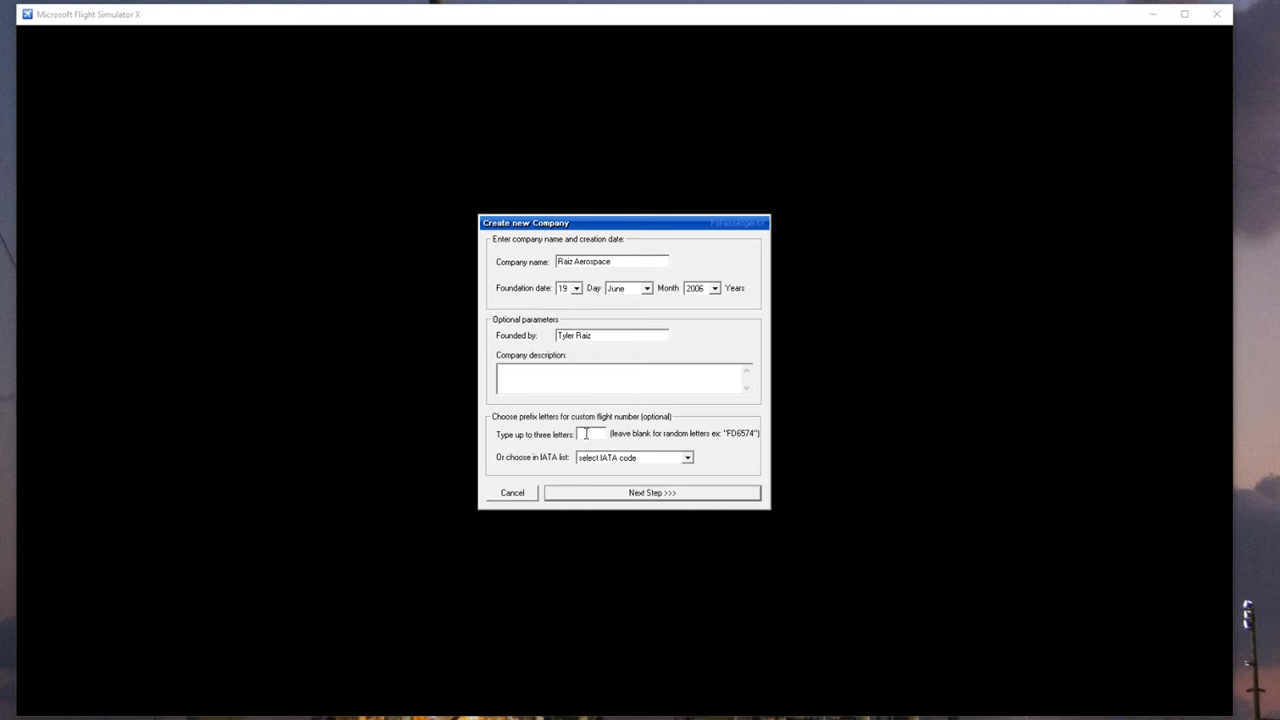 Microsoft Flight Simulator X
Create new Company
Enter company name and creation date:
Company name: Raiz Aerospace
Foundation date: 19 Day June Month 2006 Years
Optional parameters
Founded by: Tyler Raiz
Company description:
Choose prefix letters for custom flight number (optional)
Type up to three letters: (leave blank for random letters ex: "FD6574")
Or choose in IATA list: select IATA code
Cancel Next Step >>>